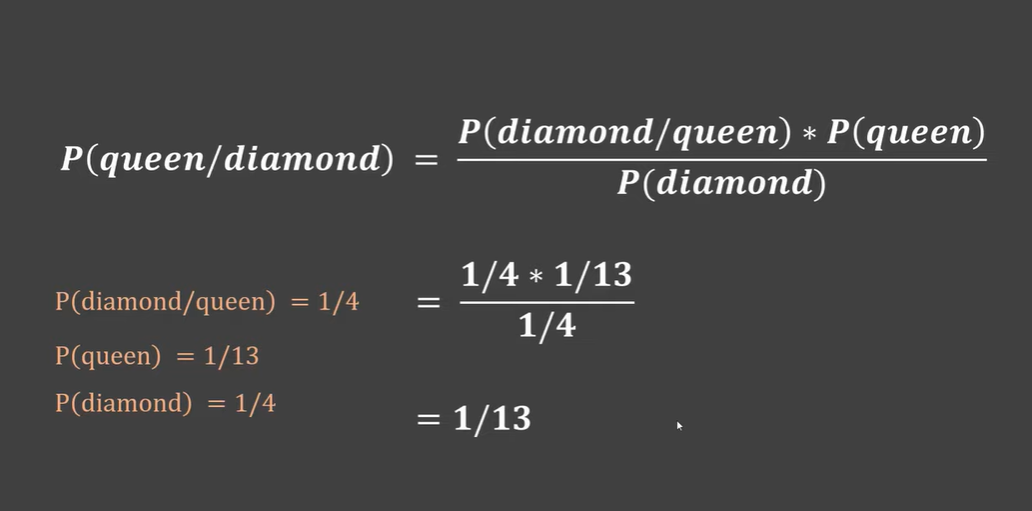 P(queen/diamond) = P(diamond/queen) * P(queen) / P(diamond)
= 1/4 * 1/13 / 1/4
P(diamond/queen) = 1/4
P(queen) = 1/13
P(diamond) = 1/4
= 1/13